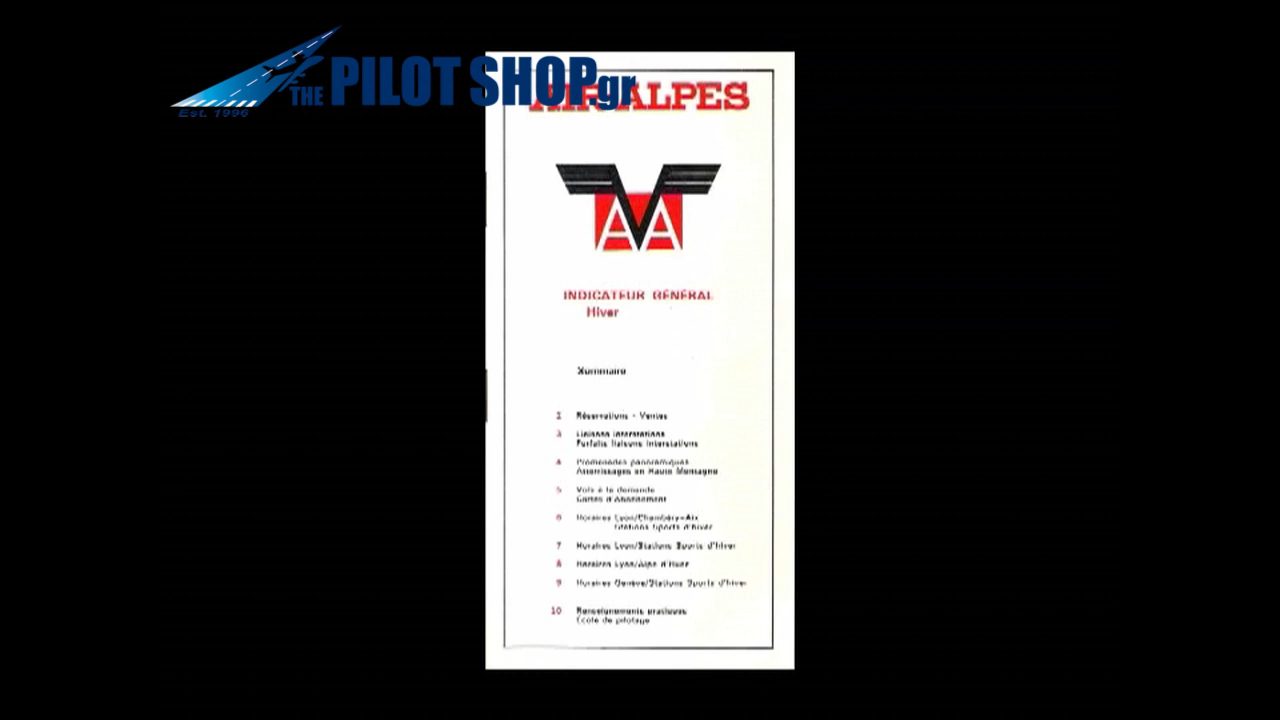 THE PILOT SHOP.gr
Est. 1996
AIR ALPES
AVA
INDICATEUR GÉNÉRAL
Hiver
Sommaire
2 Réservations - Ventes
3 Liaisons interstations
Forfaits liaisons interstations
4 Promenades panoramiques
Atterrissages en Haute Montagne
5 Vols à la demande
Cartes d'Abonnement
6 Horaires Lyon/Chambéry-Aix
Stations Sports d'hiver
7 Horaires Lyon/Stations Sports d'hiver
8 Horaires Lyon/Alpe d'Huez
9 Horaires Genève/Stations Sports d'hiver
10 Renseignements pratiques
École de pilotage